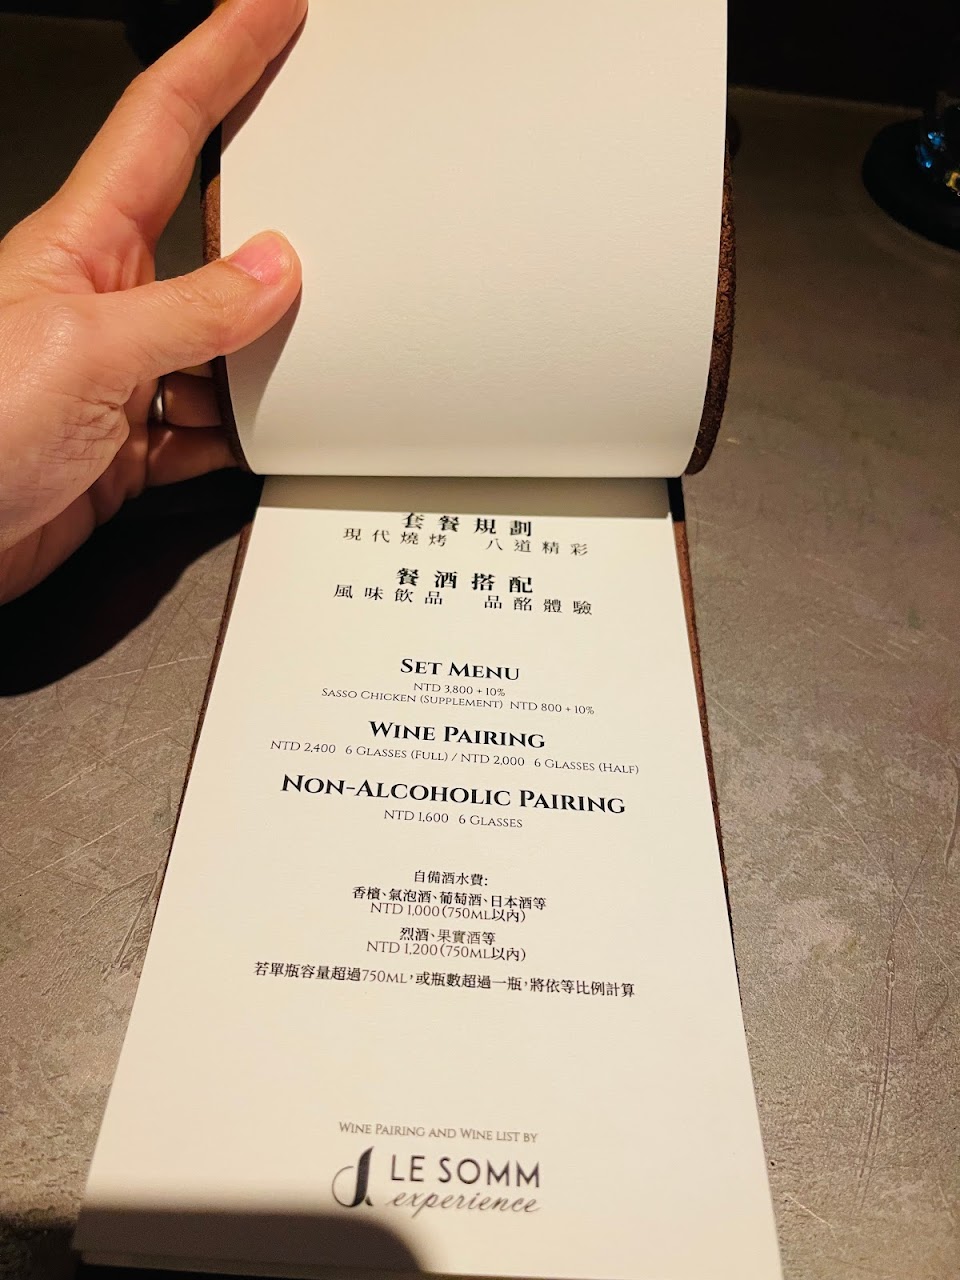 套餐規劃
現代燒烤 八道精彩
餐酒搭配
風味飲品 品酩體驗
SET MENU
NTD 3,800 + 10%
SASSO CHICKEN (SUPPLEMENT) NTD 800 + 10%
WINE PAIRING
NTD 2,400 6 GLASSES (FULL) / NTD 2,000 6 GLASSES (HALF)
NON-ALCOHOLIC PAIRING
NTD 1,600 6 GLASSES
自備酒水費:
香檳、氣泡酒、葡萄酒、日本酒等
NTD 1,000 (750ML以內)
烈酒、果實酒等
NTD 1,200 (750ML以內)
若單瓶容量超過750ML,或瓶數超過一瓶,將依等比例計算
WINE PAIRING AND WINE LIST BY
LE SOMM
experience